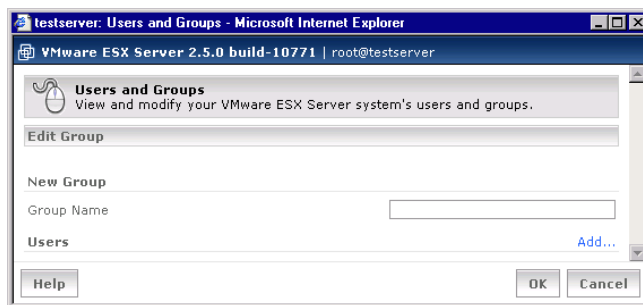 testserver: Users and Groups - Microsoft Internet Explorer
VMware ESX Server 2.5.0 build-10771 | root@testserver
Users and Groups
View and modify your VMware ESX Server system's users and groups.
Edit Group
New Group
Group Name
Users Add...
Help OK Cancel